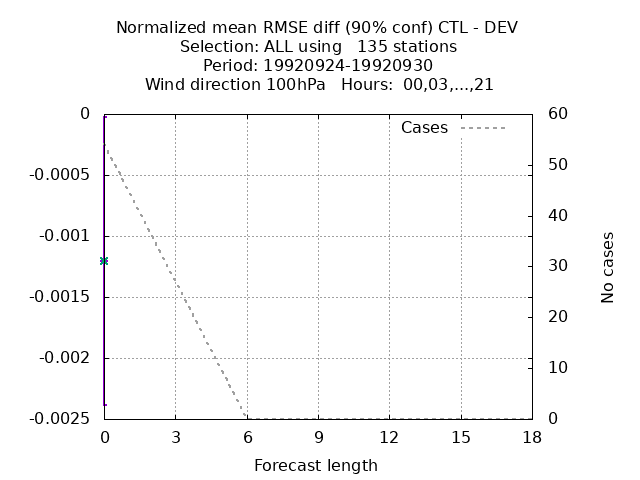 Normalized mean RMSE diff (90% conf) CTL - DEV
Selection: ALL using   135 stations
Period: 19920924-19920930
Wind direction 100hPa   Hours:  00,03,...,21
Cases
0
-0.0005
-0.001
-0.0015
-0.002
-0.0025
60
50
40
30
20
10
0
No cases
0 3 6 9 12 15 18
Forecast length